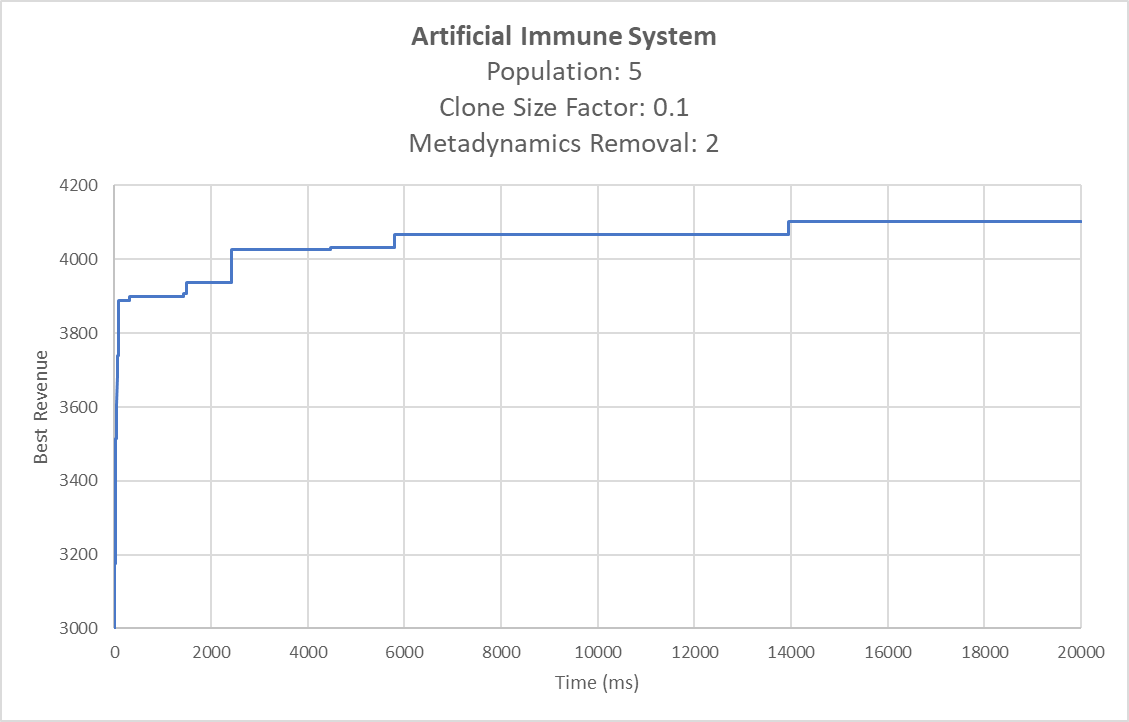 Artificial Immune System
Population: 5
Clone Size Factor: 0.1
Metadynamics Removal: 2
4200
4000
3800
3600
3400
3200
3000
Best Revenue
0 2000 4000 6000 8000 10000 12000 14000 16000 18000 20000
Time (ms)